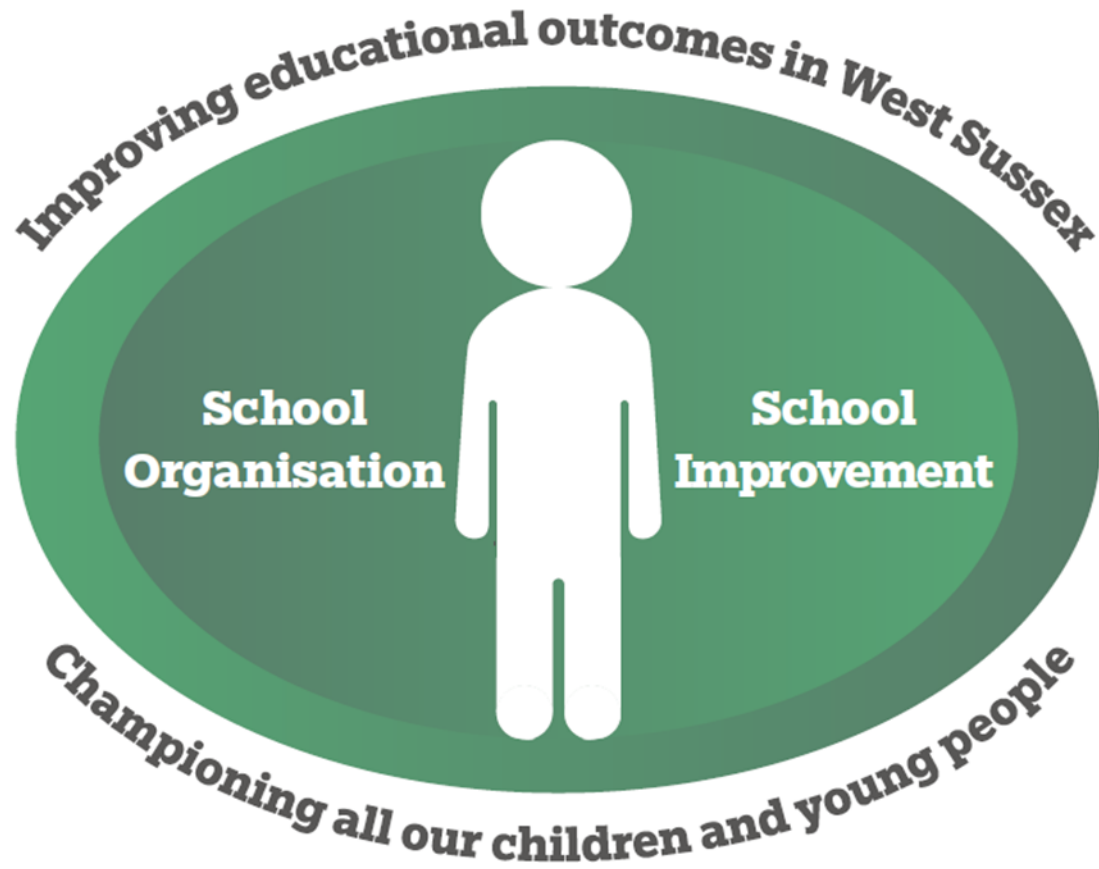 Improving educational outcomes in West Sussex
School
Organisation
School
Improvement
Championing all our children and young people